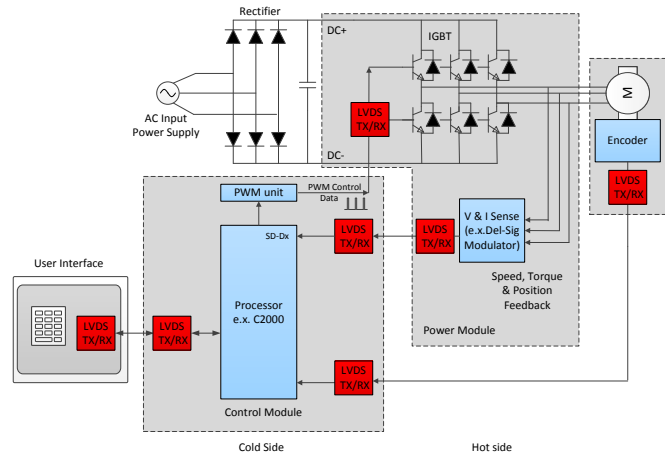 Rectifier
DC+
IGBT
AC Input
Power Supply
LVDS
TX/RX
M
Encoder
DC-
LVDS
TX/RX
PWM unit
PWM Control
Data
SD-Dx
LVDS
TX/RX
LVDS
TX/RX
V & I Sense
(e.x.Del-Sig
Modulator)
User Interface
Speed, Torque
& Position
Feedback
Processor
e.x. C2000
LVDS
TX/RX
LVDS
TX/RX
Power Module
LVDS
TX/RX
Control Module
Cold Side
Hot side